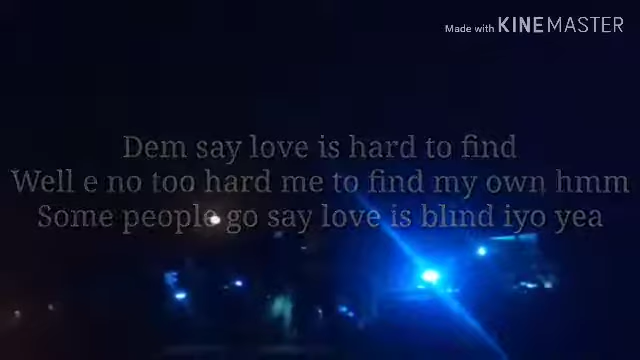 Made with KINEMASTER
Dem say love is hard to find
Well e no too hard me to find my own hmm
Some people go say love is blind iyo yea